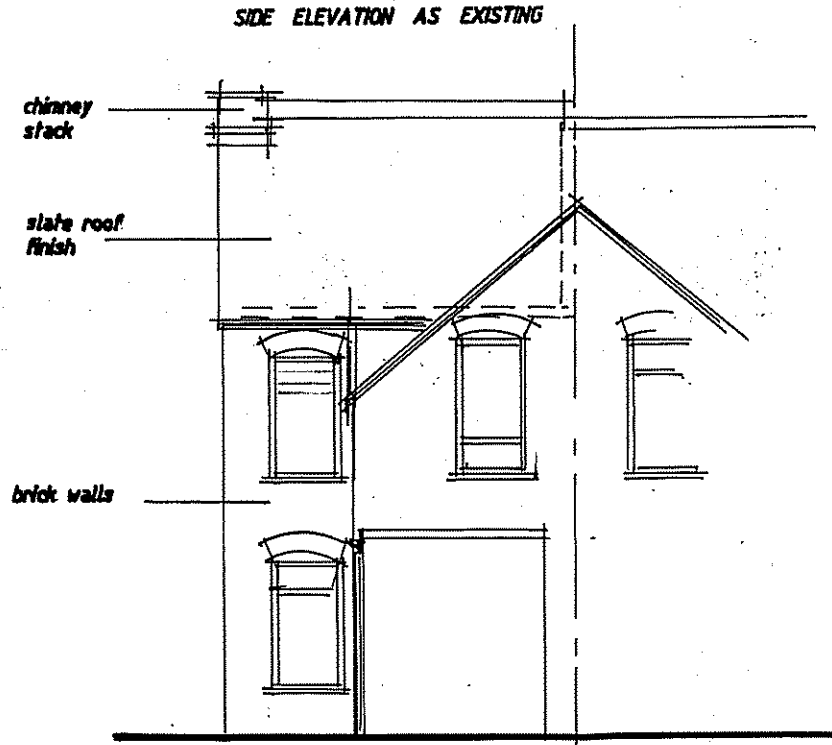 SIDE ELEVATION AS EXISTING
chimney
stack
slate roof
finish
brick walls